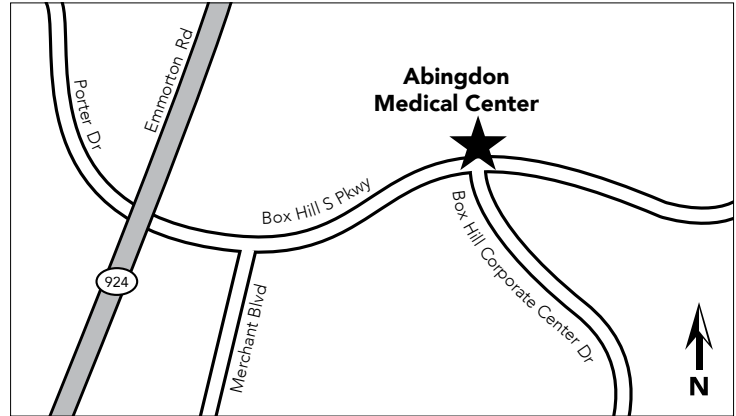 Porter Dr
Emmorton Rd
Abingdon
Medical Center
Box Hill S Pkwy
Box Hill Corporate Center Dr
924
Merchant Blvd
N